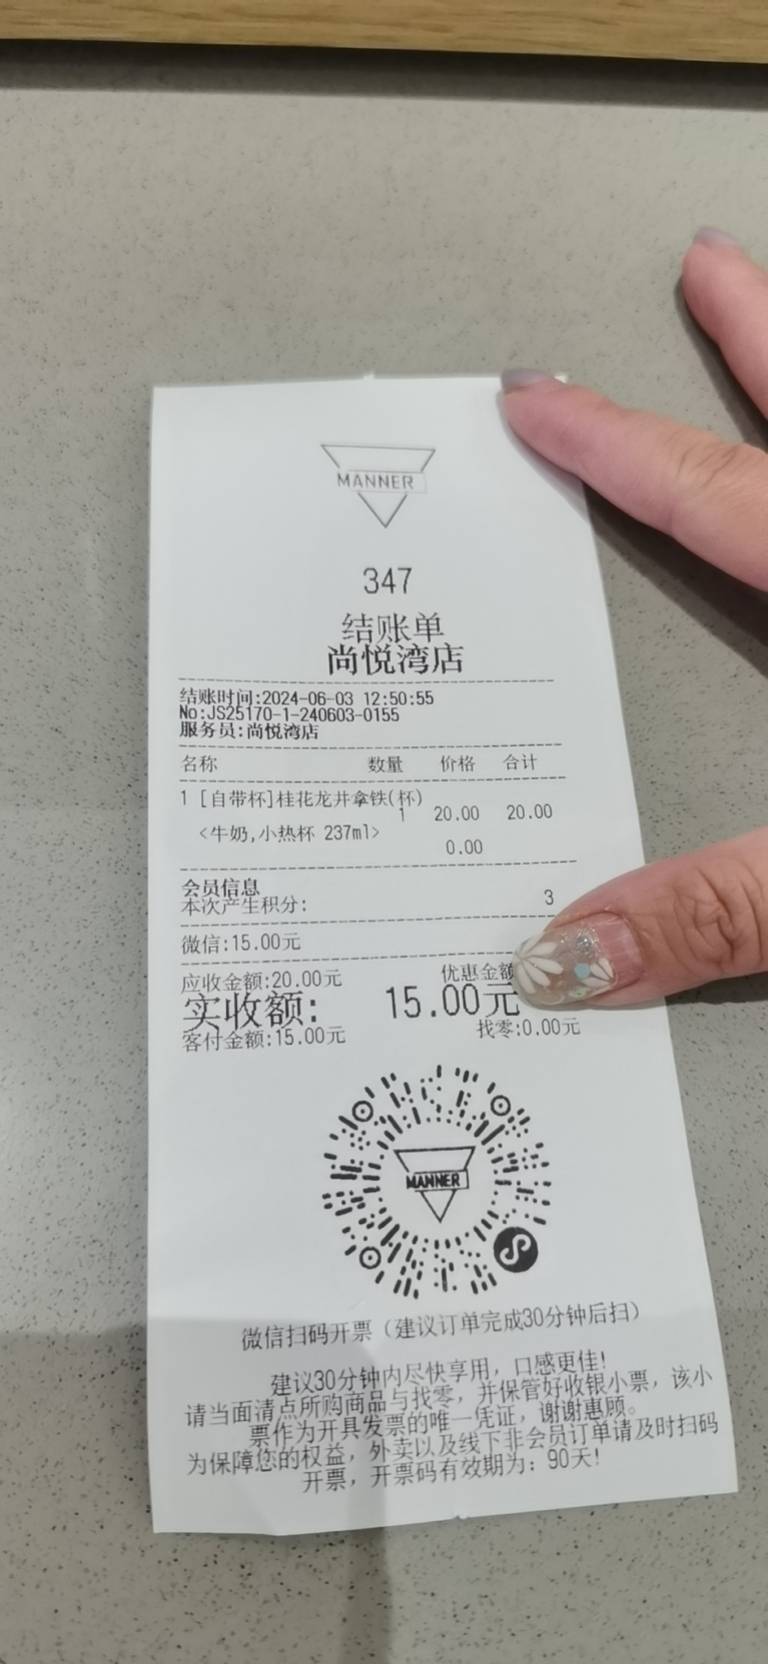 MANNER
347
结账单
尚悦湾店
结账时间:2024-06-03 12:50:55
No:JS25170-1-240603-0155
服务员:尚悦湾店
名称 数量 价格 合计
1 [自带杯]桂花龙井拿铁(杯)
1 20.00 20.00
<牛奶,小热杯 237ml>
0.00
会员信息
本次产生积分: 3
微信:15.00元
应收金额:20.00元 优惠金额
实收额: 15.00元
客付金额:15.00元 找零:0.00元
MANNER
微信扫码开票（建议订单完成30分钟后扫）
建议30分钟内尽快享用，口感更佳!
请当面清点所购商品与找零，并保管好收银小票，该小
票作为开具发票的唯一凭证，谢谢惠顾。
为保障您的权益，外卖以及线下非会员订单请及时扫码
开票，开票码有效期为：90天!